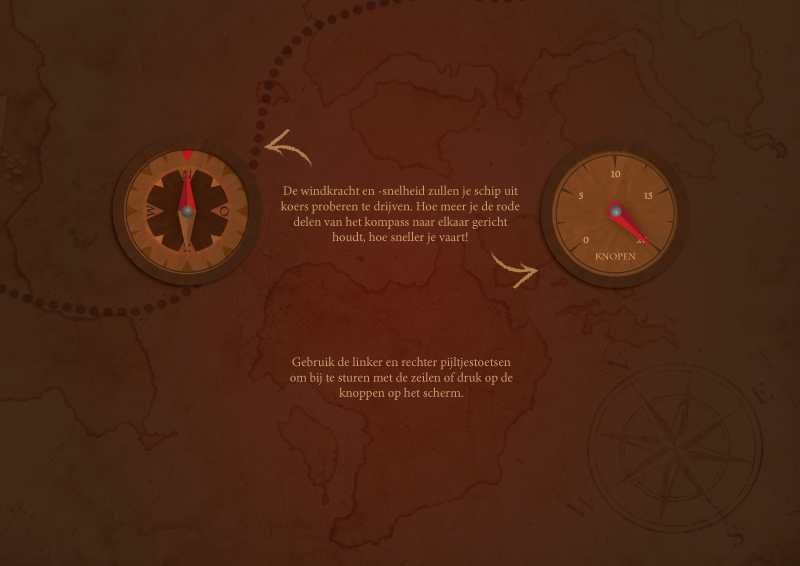 De windkracht en -snelheid zullen je schip uit
koers proberen te drijven. Hoe meer je de rode
delen van het kompass naar elkaar gericht
houdt, hoe sneller je vaart!
N
W
O
10
5
15
0
20
KNOPEN
Gebruik de linker en rechter pijltjestoetsen
om bij te sturen met de zeilen of druk op de
knoppen op het scherm.
E
W
S